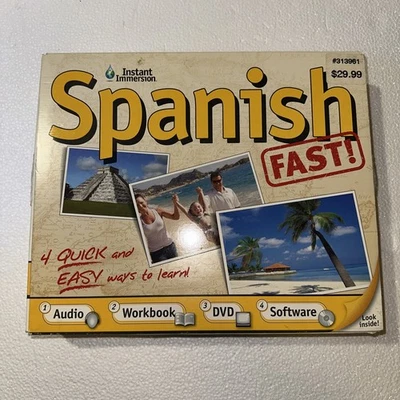 Instant
Immersion
#313961
$29.99
Spanish
FAST!
4 QUICK and
EASY ways to learn!
1 Audio
2 Workbook
3 DVD
4 Software
Look
inside!